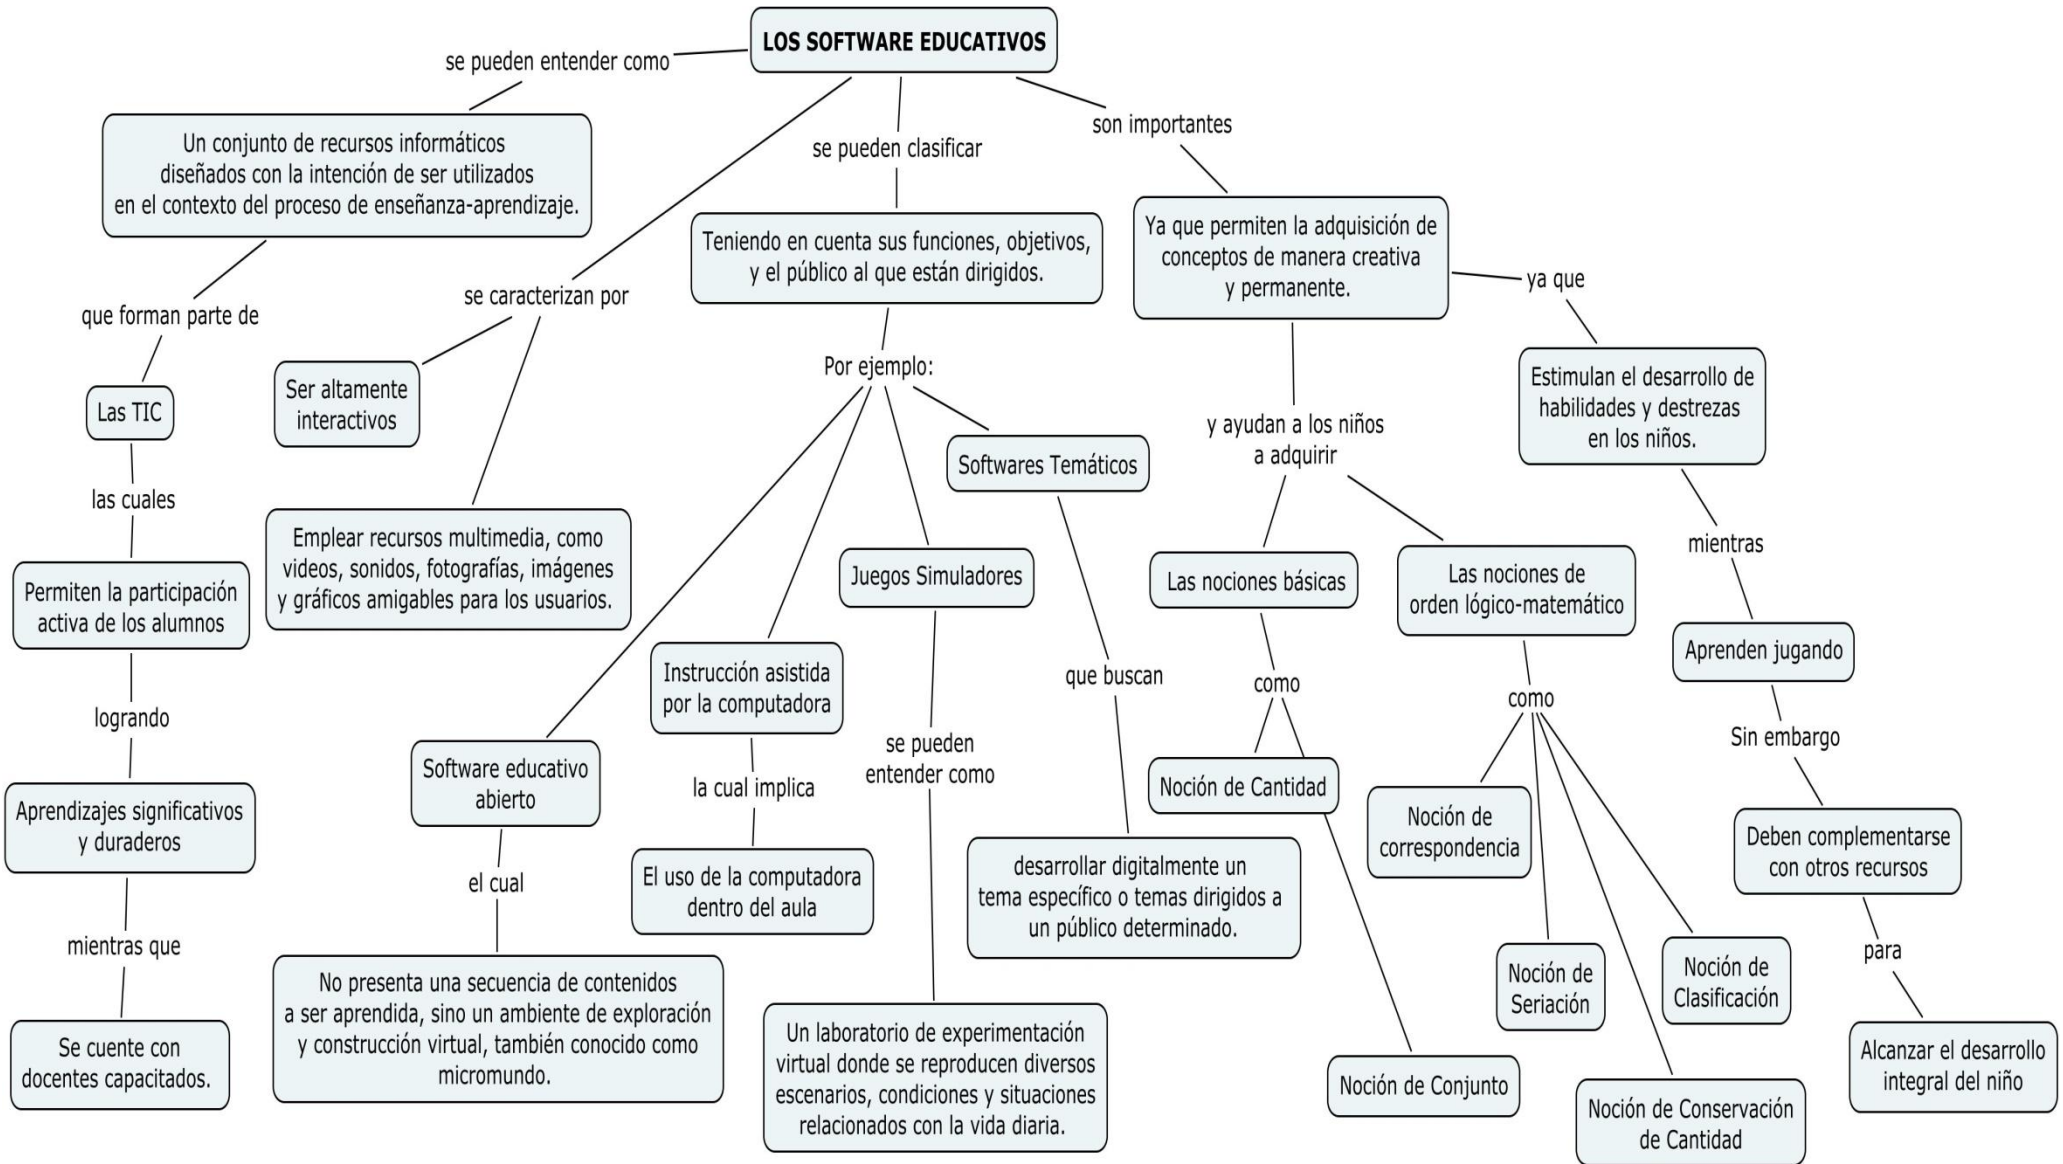 LOS SOFTWARE EDUCATIVOS
se pueden entender como
Un conjunto de recursos informáticos
diseñados con la intención de ser utilizados
en el contexto del proceso de enseñanza-aprendizaje.
que forman parte de
Las TIC
las cuales
Permiten la participación
activa de los alumnos
logrando
Aprendizajes significativos
y duraderos
mientras que
Se cuente con
docentes capacitados.
se caracterizan por
Ser altamente
interactivos
Emplear recursos multimedia, como
videos, sonidos, fotografías, imágenes
y gráficos amigables para los usuarios.
se pueden clasificar
Teniendo en cuenta sus funciones, objetivos,
y el público al que están dirigidos.
Por ejemplo:
Software educativo
abierto
el cual
No presenta una secuencia de contenidos
a ser aprendida, sino un ambiente de exploración
y construcción virtual, también conocido como
micromundo.
Instrucción asistida
por la computadora
la cual implica
El uso de la computadora
dentro del aula
Juegos Simuladores
se pueden
entender como
Un laboratorio de experimentación
virtual donde se reproducen diversos
escenarios, condiciones y situaciones
relacionados con la vida diaria.
Softwares Temáticos
que buscan
desarrollar digitalmente un
tema específico o temas dirigidos a
un público determinado.
son importantes
Ya que permiten la adquisición de
conceptos de manera creativa
y permanente.
y ayudan a los niños
a adquirir
Las nociones básicas
como
Noción de Cantidad
Noción de Conjunto
Las nociones de
orden lógico-matemático
como
Noción de
correspondencia
Noción de
Seriación
Noción de Conservación
de Cantidad
Noción de
Clasificación
ya que
Estimulan el desarrollo de
habilidades y destrezas
en los niños.
mientras
Aprenden jugando
Sin embargo
Deben complementarse
con otros recursos
para
Alcanzar el desarrollo
integral del niño